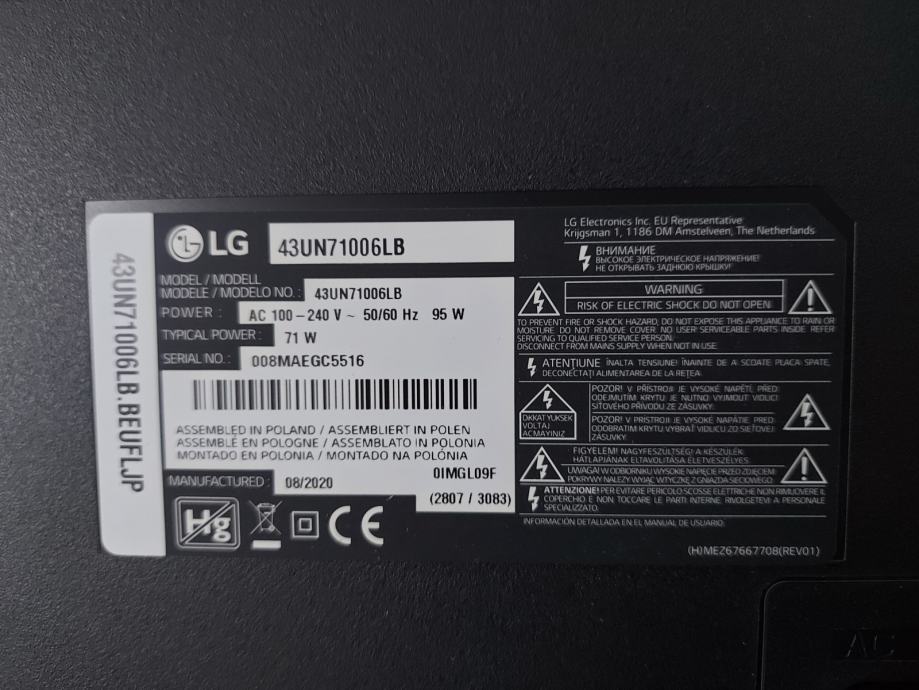 43UN71006LB.BEUFLJP
LG 43UN71006LB
MODEL / MODELL
MODELE / MODELO NO.: 43UN71006LB
POWER : AC 100-240 V ~ 50/60 Hz 95 W
TYPICAL POWER: 71 W
SERIAL NO.: 008MAEGC5516
ASSEMBLED IN POLAND / ASSEMBLIERT IN POLEN
ASSEMBLÉ EN POLOGNE / ASSEMBLATO IN POLONIA
MONTADO EN POLONIA / MONTADO NA POLÓNIA
0IMGL09F
MANUFACTURED : 08/2020
(2807 / 3083)
Hg
CE
LG Electronics Inc. EU Representative
Krijgsman 1, 1186 DM Amstelveen, The Netherlands
ВНИМАНИЕ
ВЫСОКОЕ ЭЛЕКТРИЧЕСКОЕ НАПРЯЖЕНИЕ!
НЕ ОТКРЫВАТЬ ЗАДНЮЮ КРЫШКУ!
WARNING
RISK OF ELECTRIC SHOCK DO NOT OPEN
TO PREVENT FIRE OR SHOCK HAZARD, DO NOT EXPOSE THIS APPLIANCE TO RAIN OR
MOISTURE. DO NOT REMOVE COVER. NO USER SERVICEABLE PARTS INSIDE. REFER
SERVICING TO QUALIFIED SERVICE PERSON.
DISCONNECT FROM MAINS SUPPLY WHEN NOT IN USE.
ATENŢIUNE ÎNALTA TENSIUNE! ÎNAINTE DE A SCOATE PLACA SPATE,
DECONECTAŢI ALIMENTAREA DE LA REŢEA.
DİKKAT YÜKSEK
VOLTAJ
AÇMAYINIZ
POZOR! V PŘÍSTROJI JE VYSOKÉ NAPĚTÍ, PŘED
ODEJMUTÍM KRYTU JE NUTNO VYJMOUT VIDLICI
SÍŤOVÉHO PŘÍVODU ZE ZÁSUVKY.
POZOR! V PRÍSTROJI JE VYSOKÉ NAPÄTIE, PRED
ODOBRATÍM KRYTU VYBRAŤ VIDLICU ZO SIEŤOVEJ
ZÁSUVKY.
FIGYELEM! NAGYFESZÜLTSÉG! A KÉSZÜLÉK
HÁTLAPJÁNAK ELTÁVOLÍTÁSA ÉLETVESZÉLYES.
UWAGA! W ODBIORNIKU WYSOKIE NAPIĘCIE PRZED ZDJĘCIEM
POKRYWY NALEŻY WYJĄĆ WTYCZKĘ Z GNIAZDA SIECIOWEGO.
ATTENZIONE! PER EVITARE PERICOLO SCOSSE ELETTRICHE NON RIMUOVERE IL
COPERCHIO E NON TOCCARE LE PARTI INTERNE. RIVOLGETEVI A PERSONALE
SPECIALIZZATO.
INFORMACIÓN DETALLADA EN EL MANUAL DE USUARIO.
(H)MEZ67667708(REV01)
AC